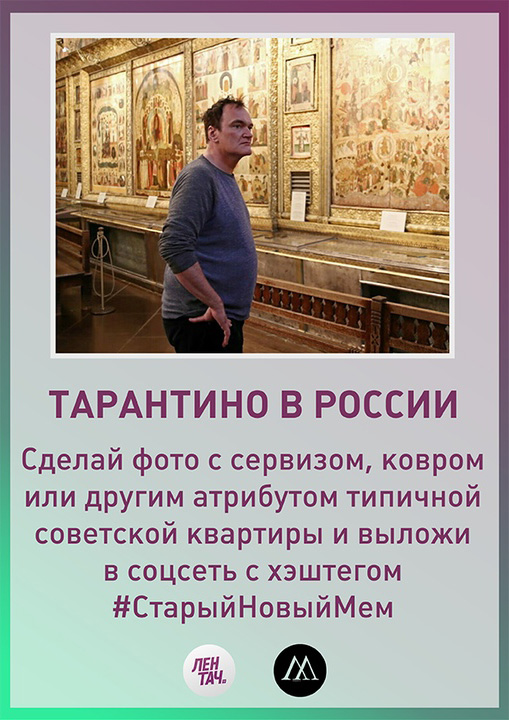 ТАРАНТИНО В РОССИИ
Сделай фото с сервизом, ковром
или другим атрибутом типичной
советской квартиры и выложи
в соцсеть с хэштегом
#СтарыйНовыйМем
ЛЕН
ТАЧ